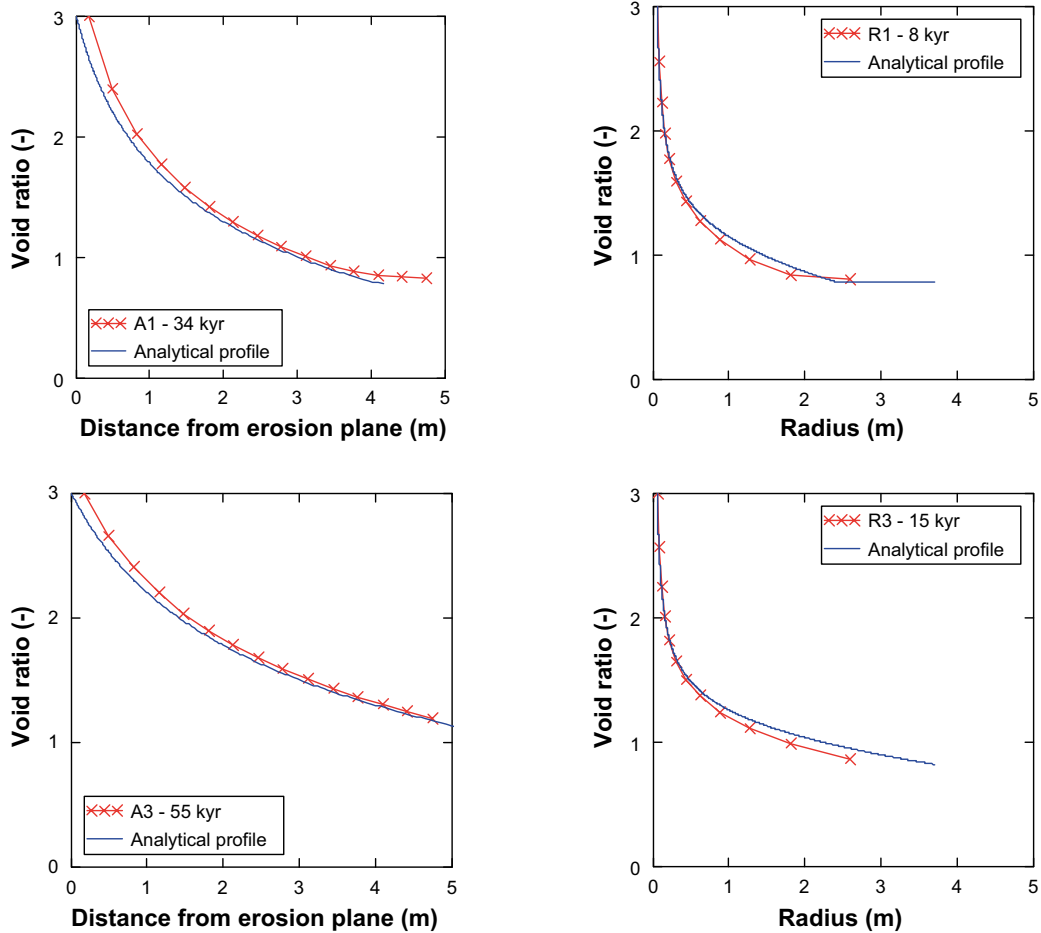 3
2
1
0
Void ratio (-)
A1 - 34 kyr
Analytical profile
0 1 2 3 4 5
Distance from erosion plane (m)
3
2
1
0
Void ratio (-)
R1 - 8 kyr
Analytical profile
0 1 2 3 4 5
Radius (m)
3
2
1
0
Void ratio (-)
A3 - 55 kyr
Analytical profile
0 1 2 3 4 5
Distance from erosion plane (m)
3
2
1
0
Void ratio (-)
R3 - 15 kyr
Analytical profile
0 1 2 3 4 5
Radius (m)